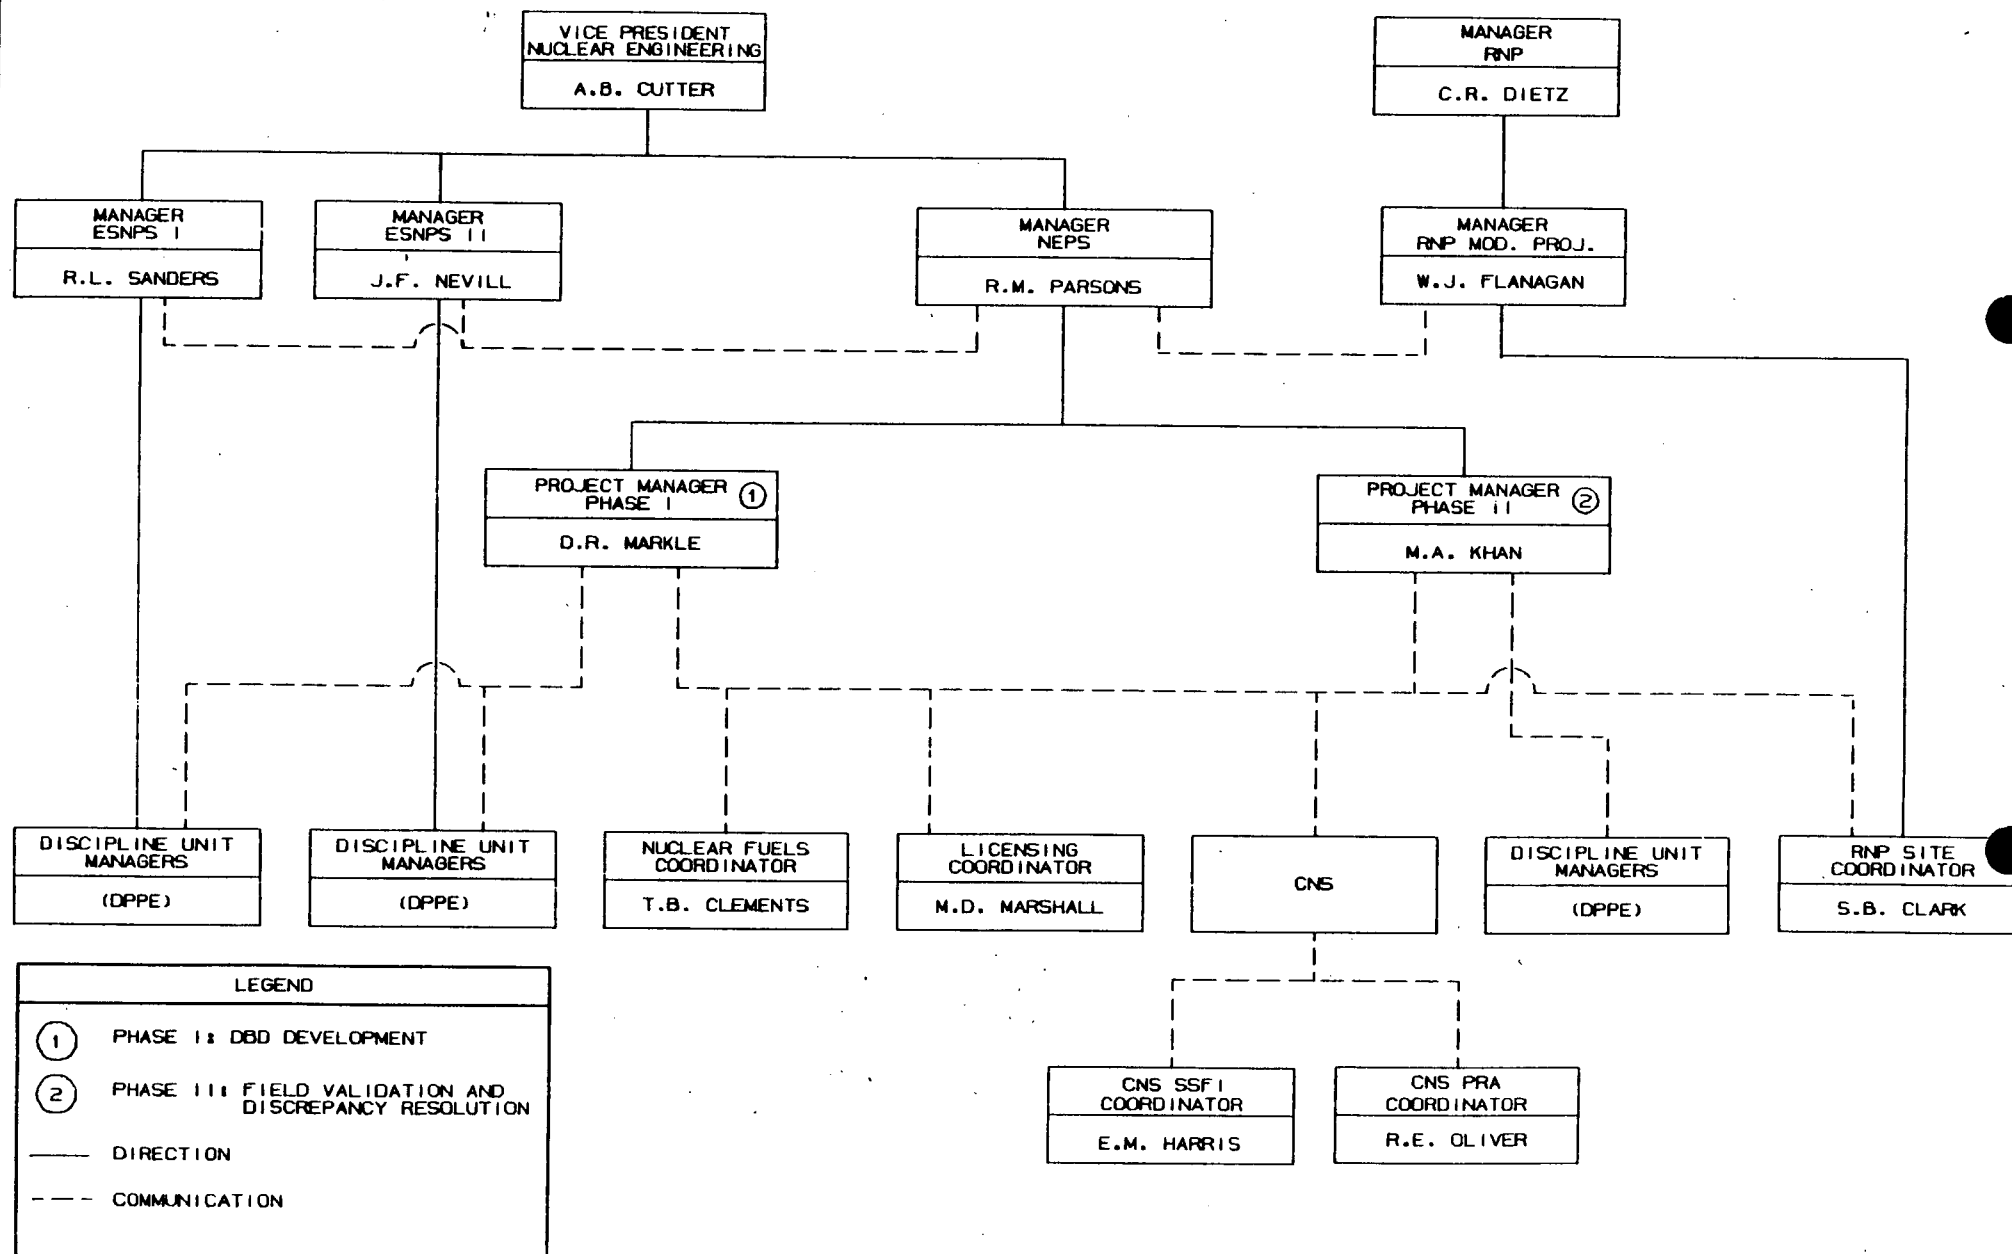 VICE PRESIDENT
NUCLEAR ENGINEERING
A.B. CUTTER
MANAGER
RNP
C.R. DIETZ
MANAGER
ESNPS I
R.L. SANDERS
MANAGER
ESNPS II
J.F. NEVILL
MANAGER
NEPS
R.M. PARSONS
MANAGER
RNP MOD. PROJ.
W.J. FLANAGAN
PROJECT MANAGER
PHASE I
1
D.R. MARKLE
PROJECT MANAGER
PHASE II
2
M.A. KHAN
DISCIPLINE UNIT
MANAGERS
(DPPE)
DISCIPLINE UNIT
MANAGERS
(DPPE)
NUCLEAR FUELS
COORDINATOR
T.B. CLEMENTS
LICENSING
COORDINATOR
M.D. MARSHALL
CNS
DISCIPLINE UNIT
MANAGERS
(DPPE)
RNP SITE
COORDINATOR
S.B. CLARK
CNS SSFI
COORDINATOR
E.M. HARRIS
CNS PRA
COORDINATOR
R.E. OLIVER
LEGEND
1 PHASE I: DBD DEVELOPMENT
2 PHASE II: FIELD VALIDATION AND
DISCREPANCY RESOLUTION
DIRECTION
COMMUNICATION